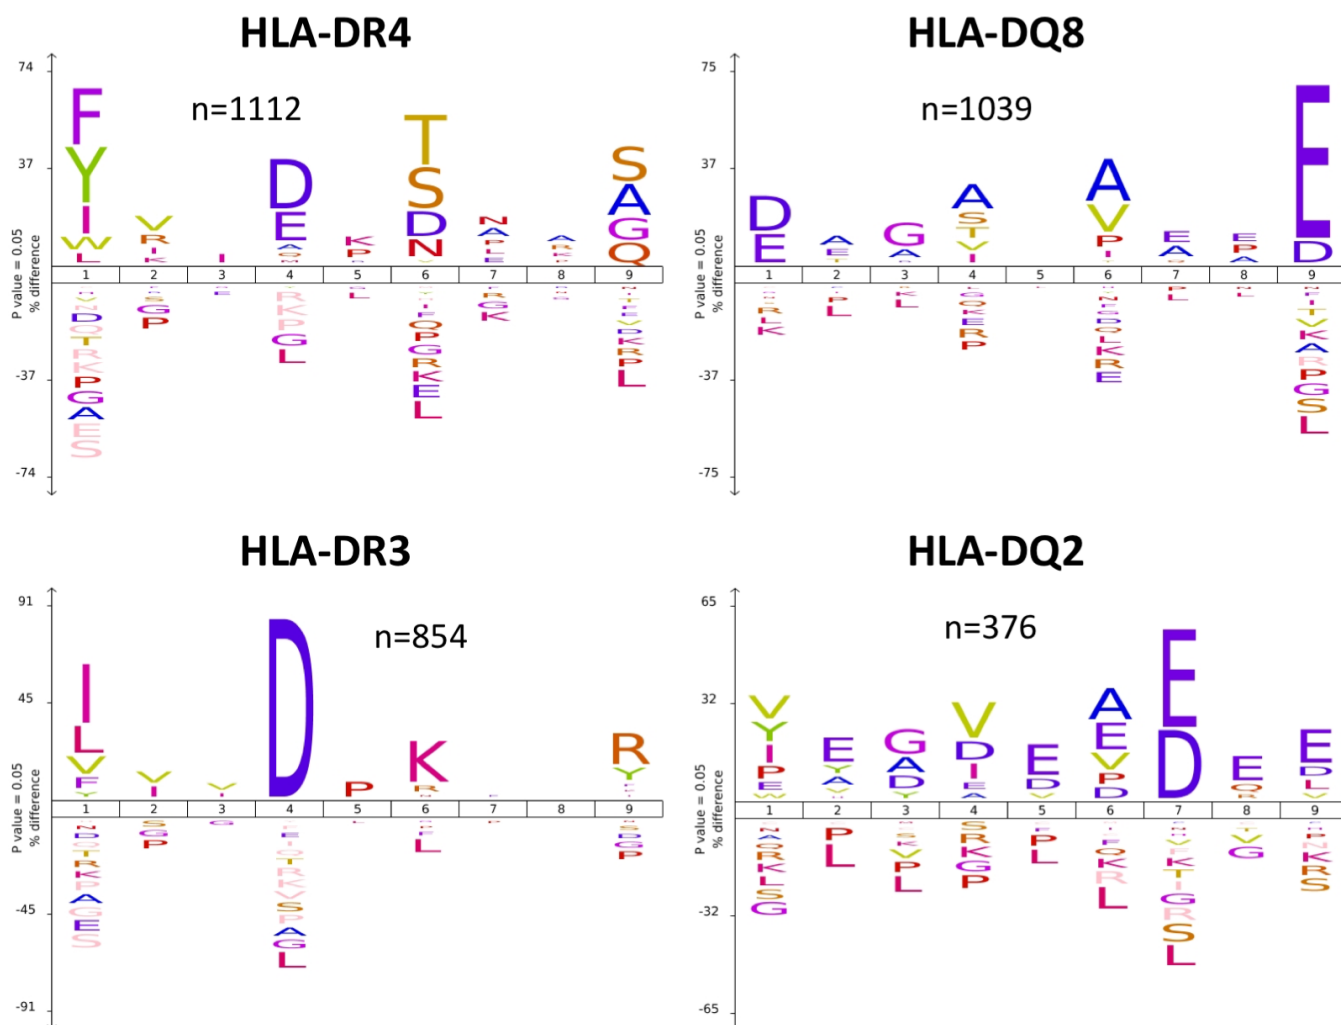 HLA-DR4
74
n=1112
37
P value = 0.05
% difference
1 2 3 4 5 6 7 8 9
-37
-74
F
Y
I
W
L
V
R
I
K
I
D
E
A
Q
K
P
T
S
D
N
N
A
P
L
E
A
R
K
S
A
G
Q
D
Q
T
R
K
P
G
A
E
S
S
G
P
E
L
R
K
P
G
L
F
Q
P
G
R
K
E
L
R
G
K
V
D
K
R
P
L
HLA-DQ8
75
n=1039
37
P value = 0.05
% difference
1 2 3 4 5 6 7 8 9
-37
-75
D
E
A
E
G
A
A
S
T
V
I
A
V
P
I
E
A
E
P
A
E
D
R
L
K
P
L
K
L
G
Q
K
E
R
P
D
Q
L
K
R
E
P
L
I
T
V
K
A
R
P
G
S
L
HLA-DR3
91
n=854
45
P value = 0.05
% difference
1 2 3 4 5 6 7 8 9
-45
-91
I
L
V
F
Y
V
I
V
I
D
P
K
R
R
Y
N
D
Q
T
R
K
P
A
G
E
S
S
G
P
G
E
I
Q
T
R
K
V
S
P
A
G
L
F
L
S
D
G
P
HLA-DQ2
65
n=376
32
P value = 0.05
% difference
1 2 3 4 5 6 7 8 9
-32
-65
V
Y
I
P
E
W
E
Y
A
G
A
D
Y
V
D
I
E
A
E
D
V
A
E
V
P
D
E
D
E
Q
R
E
D
L
V
N
A
Q
R
K
L
S
G
P
L
S
K
V
P
L
S
R
K
G
P
P
L
F
Q
K
R
L
V
F
K
T
I
G
R
S
L
V
G
P
N
K
R
S